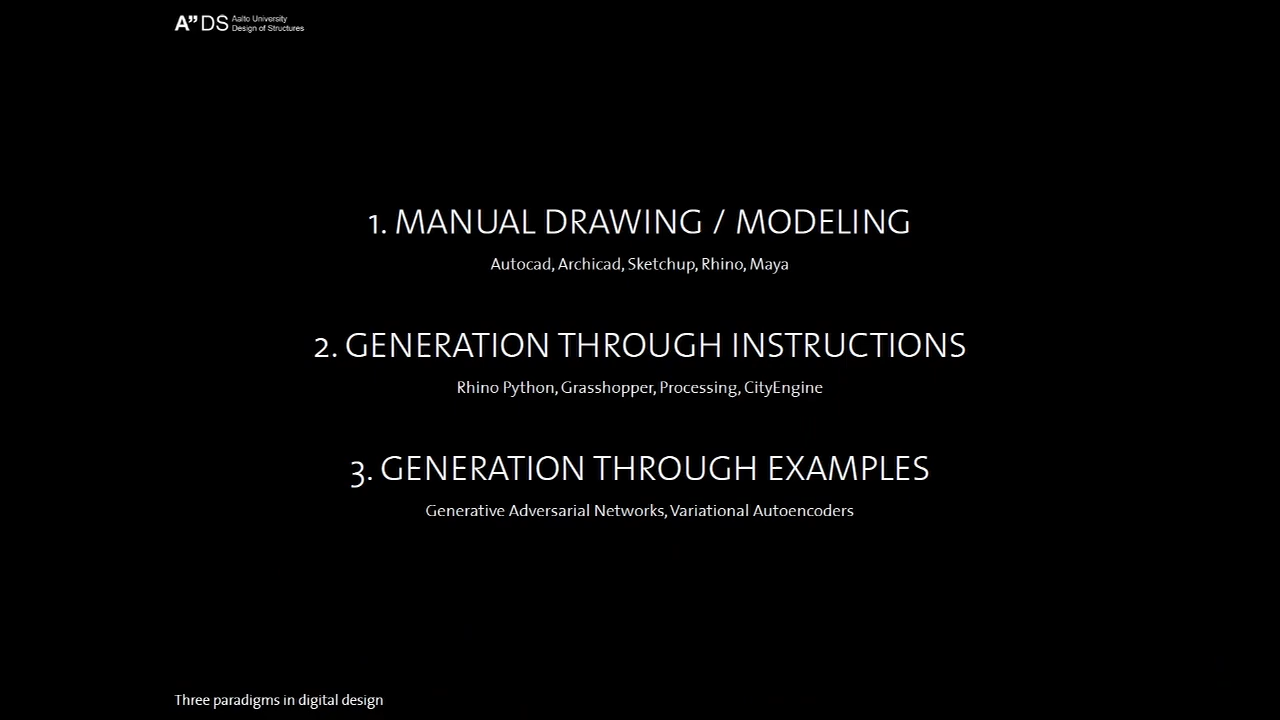 A” DS Aalto University
Design of Structures
1. MANUAL DRAWING / MODELING
Autocad, Archicad, Sketchup, Rhino, Maya
2. GENERATION THROUGH INSTRUCTIONS
Rhino Python, Grasshopper, Processing, CityEngine
3. GENERATION THROUGH EXAMPLES
Generative Adversarial Networks, Variational Autoencoders
Three paradigms in digital design